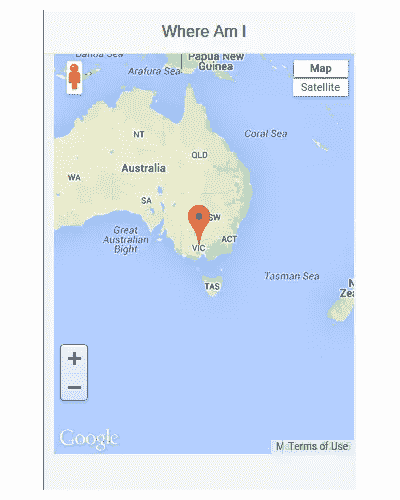 Where Am I
Banda Sea
Papua New
Guinea
Arafura Sea
Map
Satellite
Coral Sea
NT
QLD
Australia
WA
SA
SW
Great
Australian
Bight
VIC
ACT
Tasman Sea
TAS
N
Zea
+
−
Google
M Terms of Use